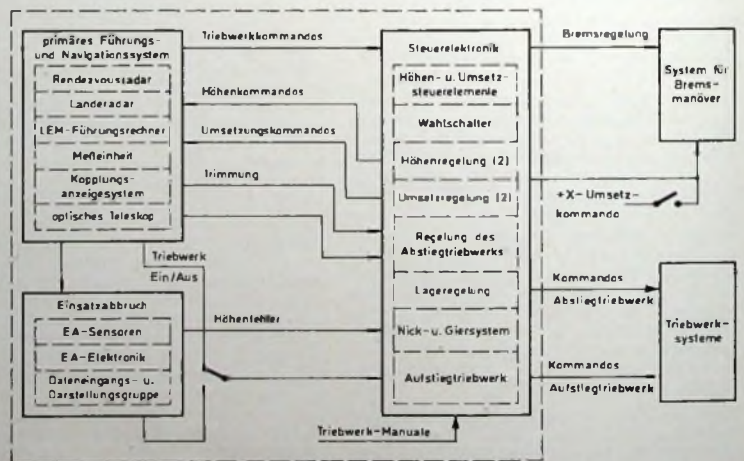 primäres Führungs-
und Navigationssystem
Rendezvousradar
Landeradar
LEM-Führungsrechner
Meßeinheit
Kopplungs-
anzeigesystem
optisches Teleskop
Triebwerkkommandos
Höhenkommandos
Umsetzungskommandos
Trimmung
Triebwerk
Ein/Aus
Einsatzabbruch
EA-Sensoren
EA-Elektronik
Dateneingangs- u.
Darstellungsgruppe
Höhenfehler
Triebwerk-Manuale
Steuerelektronik
Höhen- u. Umsetz-
steuerelemente
Wahlschalter
Höhenregelung (2)
Umsetzregelung (2)
Regelung des
Abstiegtriebwerks
Lageregelung
Nick- u. Giersystem
Aufstiegtriebwerk
Bremsregelung
System für
Brems-
manöver
+X-Umsetz-
kommando
Kommandos
Abstiegtriebwerk
Kommandos
Aufstiegtriebwerk
Triebwerk-
systeme